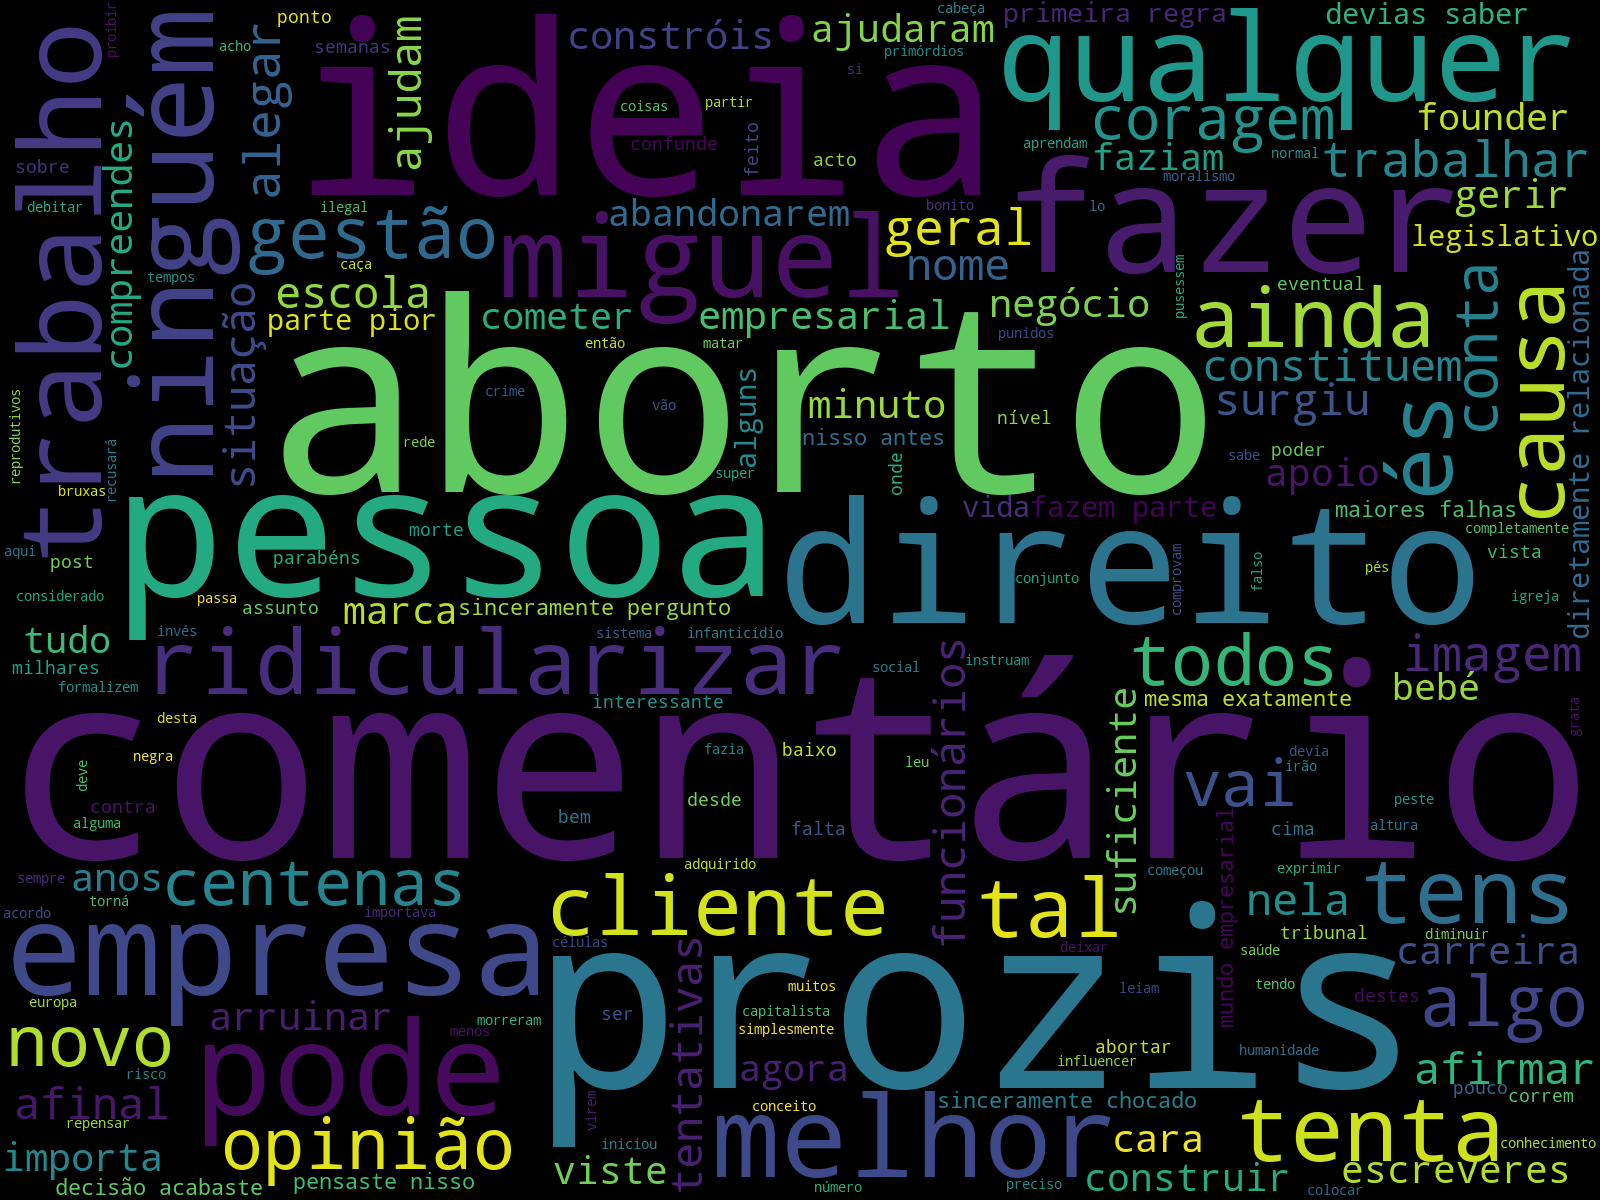 proibir
trabalho
ninguém
acho
alegar
ponto
semanas
ajudam
ideia
constróis
ajudaram
cabeça
primórdios
primeira regra
devias saber
qualquer
si
coisas
partir
confunde
feito
acto
coragem
founder
aprendam
faziam
normal
trabalhar
moralismo
sobre
compreendes
debitar
ilegal
gestão
abandonarem
bonito
geral
lo
fazer
gerir
legislativo
miguel
nome
caça
tempos
escola
parte pior
situação
cometer
empresarial
negócio
punidos
pusessem
eventual
ainda
és
conta
causa
diretamente relacionada
então
matar
aborto
constituem
surgiu
crime
vão
alguns
minuto
nível
nisso antes
rede
reprodutivos
bruxas
recusará
super
onde
sabe
poder
apoio
pessoa
morte
parabéns
direito
vida
fazem parte
maiores falhas
completamente
vista
aqui
post
conjunto
comprovam
falso
pés
igreja
considerado
passa
assunto
marca
sinceramente pergunto
tudo
milhares
formalizem
invés
ridicularizar
sistema
infanticídio
social
funcionários
instruam
todos
imagem
mesma exatamente
bebé
interessante
suficiente
comentário
desta
negra
deve
contra
alguma
fazia
baixo
leu
desde
bem
falta
vai
devia
irão
grata
peste
cima
altura
mundo empresarial
sempre
anos
torná
centenas
acordo
importava
adquirido
cliente
tal
começou
exprimir
nela
tens
tribunal
diminuir
empresa
células
tentativas
deixar
saúde
carreira
europa
muitos
prozis
leiam
tendo
destes
algo
novo
arruinar
morreram
menos
ser
capitalista
simplesmente
abortar
humanidade
pode
risco
agora
influencer
afirmar
afinal
pouco
correm
repensar
conceito
sinceramente chocado
opinião
virem
iniciou
melhor
cara
tenta
conhecimento
importa
viste
construir
escreveres
decisão acabaste
pensaste nisso
número
preciso
colocar